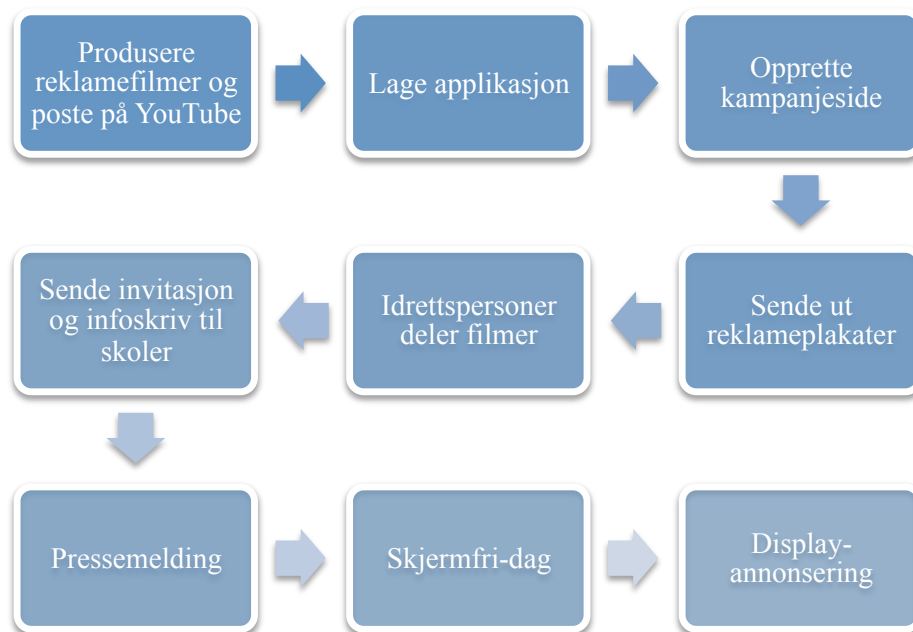 Produsere
reklamefilmer og
poste på YouTube
Lage applikasjon
Opprette
kampanjeside
Sende ut
reklameplakater
Idrettspersoner
deler filmer
Sende invitasjon
og infoskriv til
skoler
Pressemelding
Skjermfri-dag
Display-
annonsering